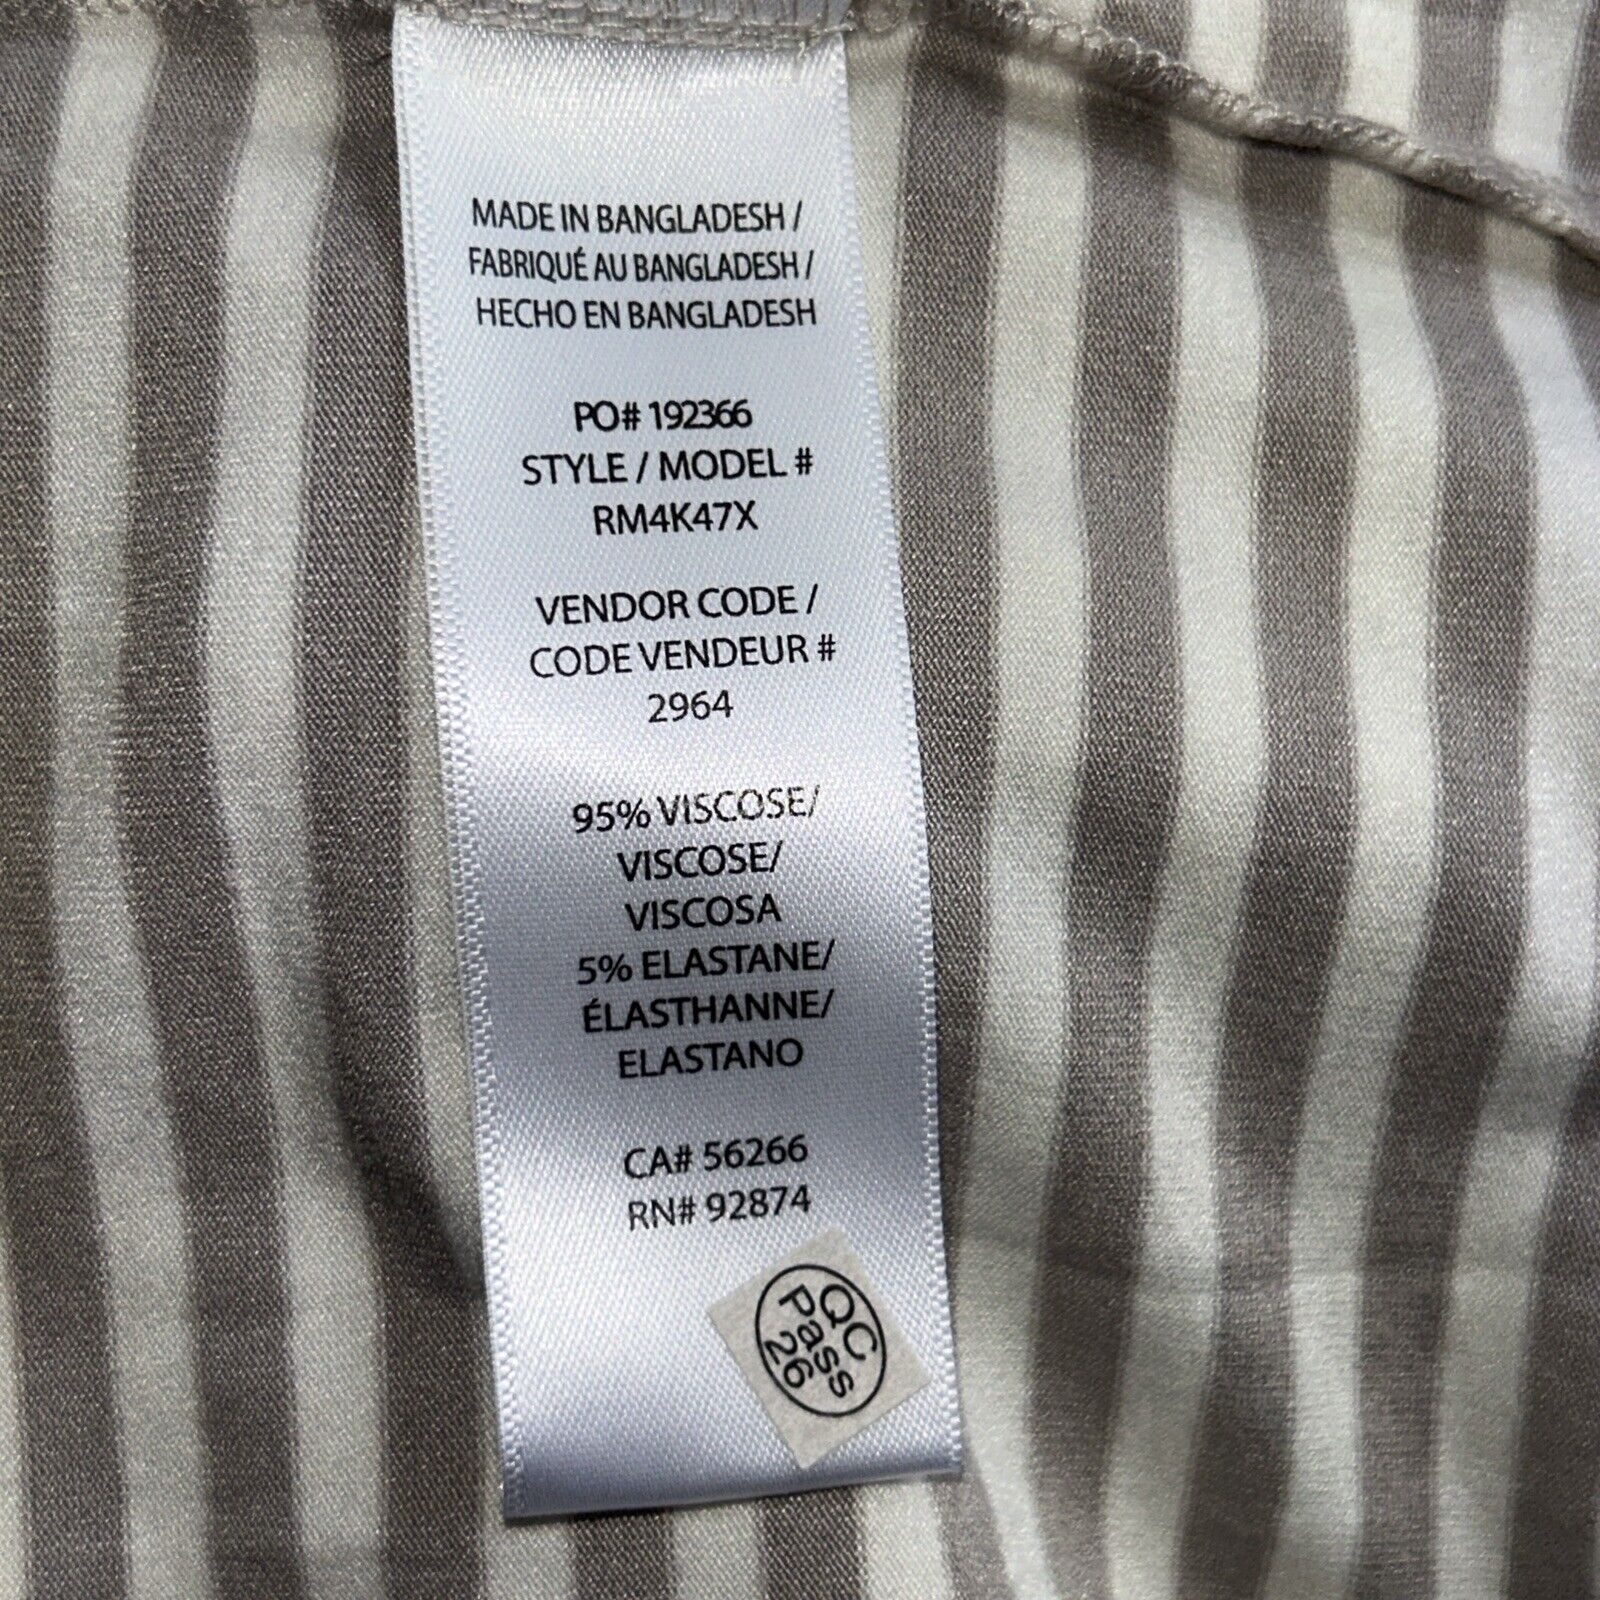 MADE IN BANGLADESH /
FABRIQUÉ AU BANGLADESH /
HECHO EN BANGLADESH
PO# 192366
STYLE / MODEL #
RM4K47X
VENDOR CODE /
CODE VENDEUR #
2964
95% VISCOSE/
VISCOSE/
VISCOSA
5% ELASTANE/
ÉLASTHANNE/
ELASTANO
CA# 56266
RN# 92874
QC
Pass
26